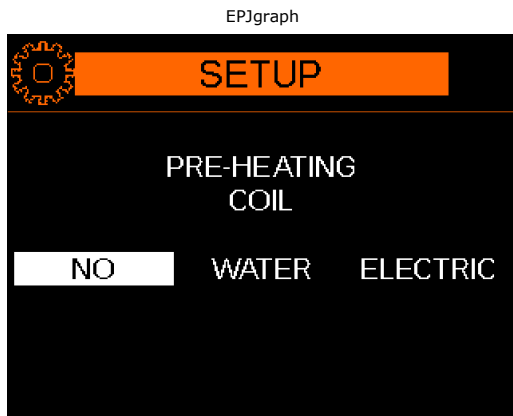 EPJgraph
SETUP
PRE-HEATING
COIL
NO WATER ELECTRIC